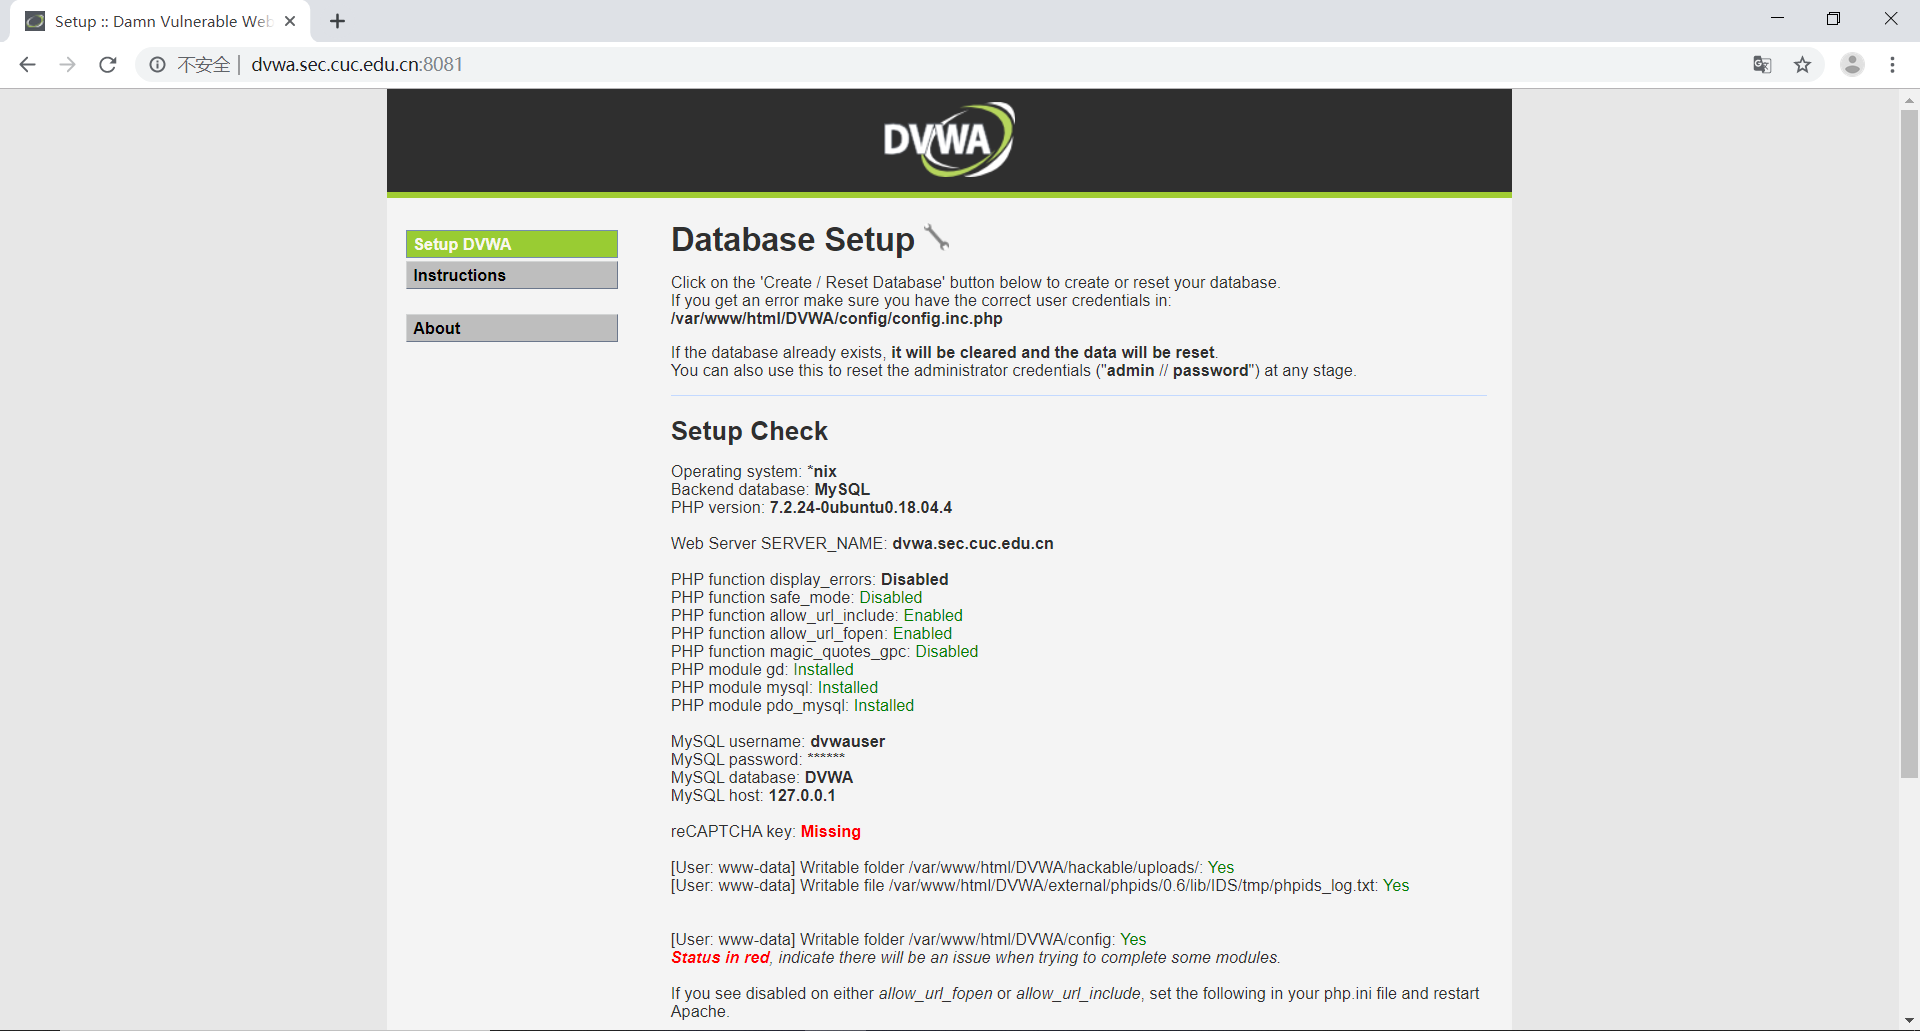 Setup :: Damn Vulnerable Web
不安全 | dvwa.sec.cuc.edu.cn:8081
DVWA
Setup DVWA
Instructions
About
Database Setup
Click on the 'Create / Reset Database' button below to create or reset your database.
If you get an error make sure you have the correct user credentials in:
/var/www/html/DVWA/config/config.inc.php
If the database already exists, it will be cleared and the data will be reset.
You can also use this to reset the administrator credentials ("admin // password") at any stage.
Setup Check
Operating system: *nix
Backend database: MySQL
PHP version: 7.2.24-0ubuntu0.18.04.4
Web Server SERVER_NAME: dvwa.sec.cuc.edu.cn
PHP function display_errors: Disabled
PHP function safe_mode: Disabled
PHP function allow_url_include: Enabled
PHP function allow_url_fopen: Enabled
PHP function magic_quotes_gpc: Disabled
PHP module gd: Installed
PHP module mysql: Installed
PHP module pdo_mysql: Installed
MySQL username: dvwauser
MySQL password: ******
MySQL database: DVWA
MySQL host: 127.0.0.1
reCAPTCHA key: Missing
[User: www-data] Writable folder /var/www/html/DVWA/hackable/uploads/: Yes
[User: www-data] Writable file /var/www/html/DVWA/external/phpids/0.6/lib/IDS/tmp/phpids_log.txt: Yes
[User: www-data] Writable folder /var/www/html/DVWA/config: Yes
Status in red, indicate there will be an issue when trying to complete some modules.
If you see disabled on either allow_url_fopen or allow_url_include, set the following in your php.ini file and restart
Apache.